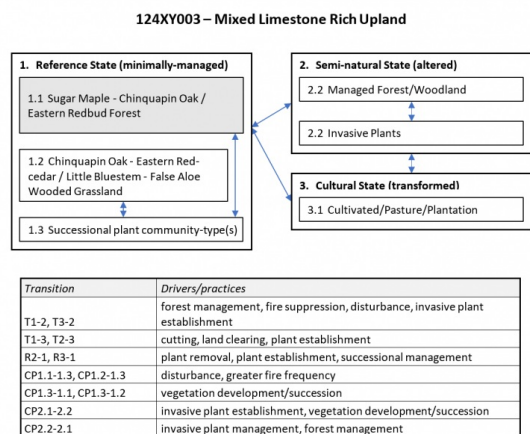 124XY003 – Mixed Limestone Rich Upland
1. Reference State (minimally-managed)
1.1 Sugar Maple - Chinquapin Oak /
Eastern Redbud Forest
1.2 Chinquapin Oak - Eastern Red-
cedar / Little Bluestem - False Aloe
Wooded Grassland
1.3 Successional plant community-type(s)
2. Semi-natural State (altered)
2.2 Managed Forest/Woodland
2.2 Invasive Plants
3. Cultural State (transformed)
3.1 Cultivated/Pasture/Plantation
Transition Drivers/practices
forest management, fire suppression, disturbance, invasive plant
T1-2, T3-2 establishment
T1-3, T2-3 cutting, land clearing, plant establishment
R2-1, R3-1 plant removal, plant establishment, successional management
CP1.1-1.3, CP1.2-1.3 disturbance, greater fire frequency
CP1.3-1.1, CP1.3-1.2 vegetation development/succession
CP2.1-2.2 invasive plant establishment, vegetation development/succession
CP2.2-2.1 invasive plant management, forest management